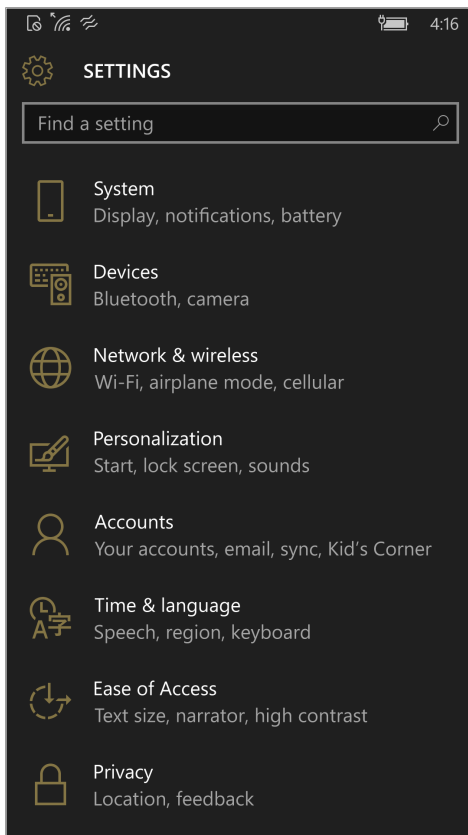 4:16
SETTINGS
Find a setting
System
Display, notifications, battery
Devices
Bluetooth, camera
Network & wireless
Wi-Fi, airplane mode, cellular
Personalization
Start, lock screen, sounds
Accounts
Your accounts, email, sync, Kid's Corner
Time & language
Speech, region, keyboard
Ease of Access
Text size, narrator, high contrast
Privacy
Location, feedback